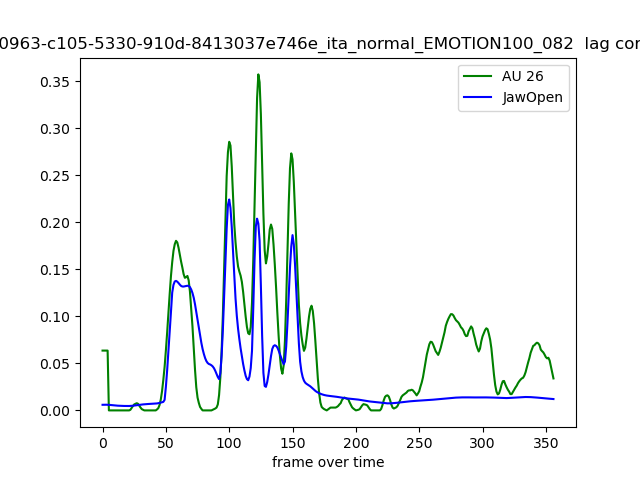 0963-c105-5330-910d-8413037e746e_ita_normal_EMOTION100_082 lag cor
AU 26
JawOpen
0.35
0.30
0.25
0.20
0.15
0.10
0.05
0.00
0 50 100 150 200 250 300 350
frame over time